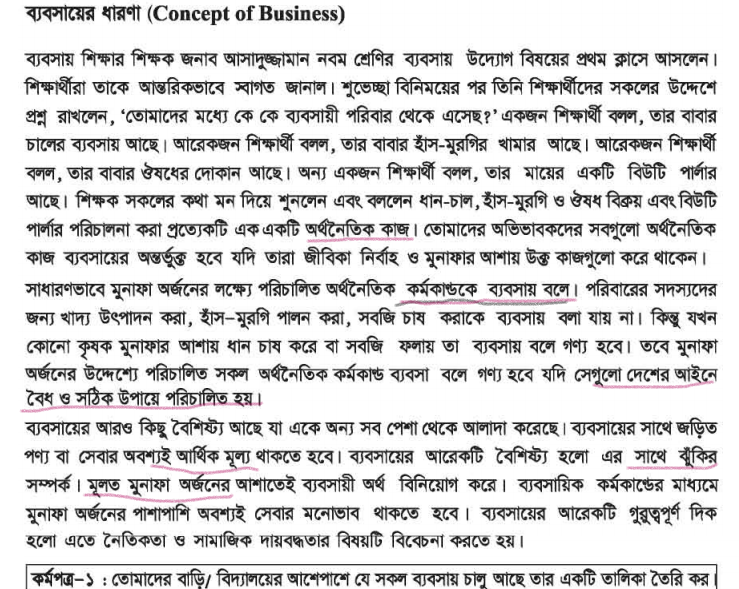 ব্যবসায়ের ধারণা (Concept of Business)
ব্যবসায় শিক্ষার শিক্ষক জনাব আসাদুজ্জামান নবম শ্রেণির ব্যবসায় উদ্যোগ বিষয়ের প্রথম ক্লাসে আসলেন।
শিক্ষার্থীরা তাকে আন্তরিকভাবে স্বাগত জানাল। শুভেচ্ছা বিনিময়ের পর তিনি শিক্ষার্থীদের সকলের উদ্দেশে
প্রশ্ন রাখলেন, ‘তোমাদের মধ্যে কে কে ব্যবসায়ী পরিবার থেকে এসেছ?’ একজন শিক্ষার্থী বলল, তার বাবার
চালের ব্যবসায় আছে। আরেকজন শিক্ষার্থী বলল, তার বাবার হাঁস-মুরগির খামার আছে। আরেকজন শিক্ষার্থী
বলল, তার বাবার ঔষধের দোকান আছে। অন্য একজন শিক্ষার্থী বলল, তার মায়ের একটি বিউটি পার্লার
আছে। শিক্ষক সকলের কথা মন দিয়ে শুনলেন এবং বললেন ধান-চাল, হাঁস-মুরগি ও ঔষধ বিক্রয় এবং বিউটি
পার্লার পরিচালনা করা প্রত্যেকটি এক একটি অর্থনৈতিক কাজ। তোমাদের অভিভাবকদের সবগুলো অর্থনৈতিক
কাজ ব্যবসায়ের অন্তর্ভুক্ত হবে যদি তারা জীবিকা নির্বাহ ও মুনাফার আশায় উক্ত কাজগুলো করে থাকেন।
সাধারণভাবে মুনাফা অর্জনের লক্ষ্যে পরিচালিত অর্থনৈতিক কর্মকান্ডকে ব্যবসায় বলে। পরিবারের সদস্যদের
জন্য খাদ্য উৎপাদন করা, হাঁস–মুরগি পালন করা, সবজি চাষ করাকে ব্যবসায় বলা যায় না। কিন্তু যখন
কোনো কৃষক মুনাফার আশায় ধান চাষ করে বা সবজি ফলায় তা ব্যবসায় বলে গণ্য হবে। তবে মুনাফা
অর্জনের উদ্দেশ্যে পরিচালিত সকল অর্থনৈতিক কর্মকান্ড ব্যবসা বলে গণ্য হবে যদি সেগুলো দেশের আইনে
বৈধ ও সঠিক উপায়ে পরিচালিত হয়।
ব্যবসায়ের আরও কিছু বৈশিষ্ট্য আছে যা একে অন্য সব পেশা থেকে আলাদা করেছে। ব্যবসায়ের সাথে জড়িত
পণ্য বা সেবার অবশ্যই আর্থিক মূল্য থাকতে হবে। ব্যবসায়ের আরেকটি বৈশিষ্ট্য হলো এর সাথে ঝুঁকির
সম্পর্ক। মূলত মুনাফা অর্জনের আশাতেই ব্যবসায়ী অর্থ বিনিয়োগ করে। ব্যবসায়িক কর্মকান্ডের মাধ্যমে
মুনাফা অর্জনের পাশাপাশি অবশ্যই সেবার মনোভাব থাকতে হবে। ব্যবসায়ের আরেকটি গুরুত্বপূর্ণ দিক
হলো এতে নৈতিকতা ও সামাজিক দায়বদ্ধতার বিষয়টি বিবেচনা করতে হয়।
কর্মপত্র–১ : তোমাদের বাড়ি/ বিদ্যালয়ের আশেপাশে যে সকল ব্যবসায় চালু আছে তার একটি তালিকা তৈরি কর।